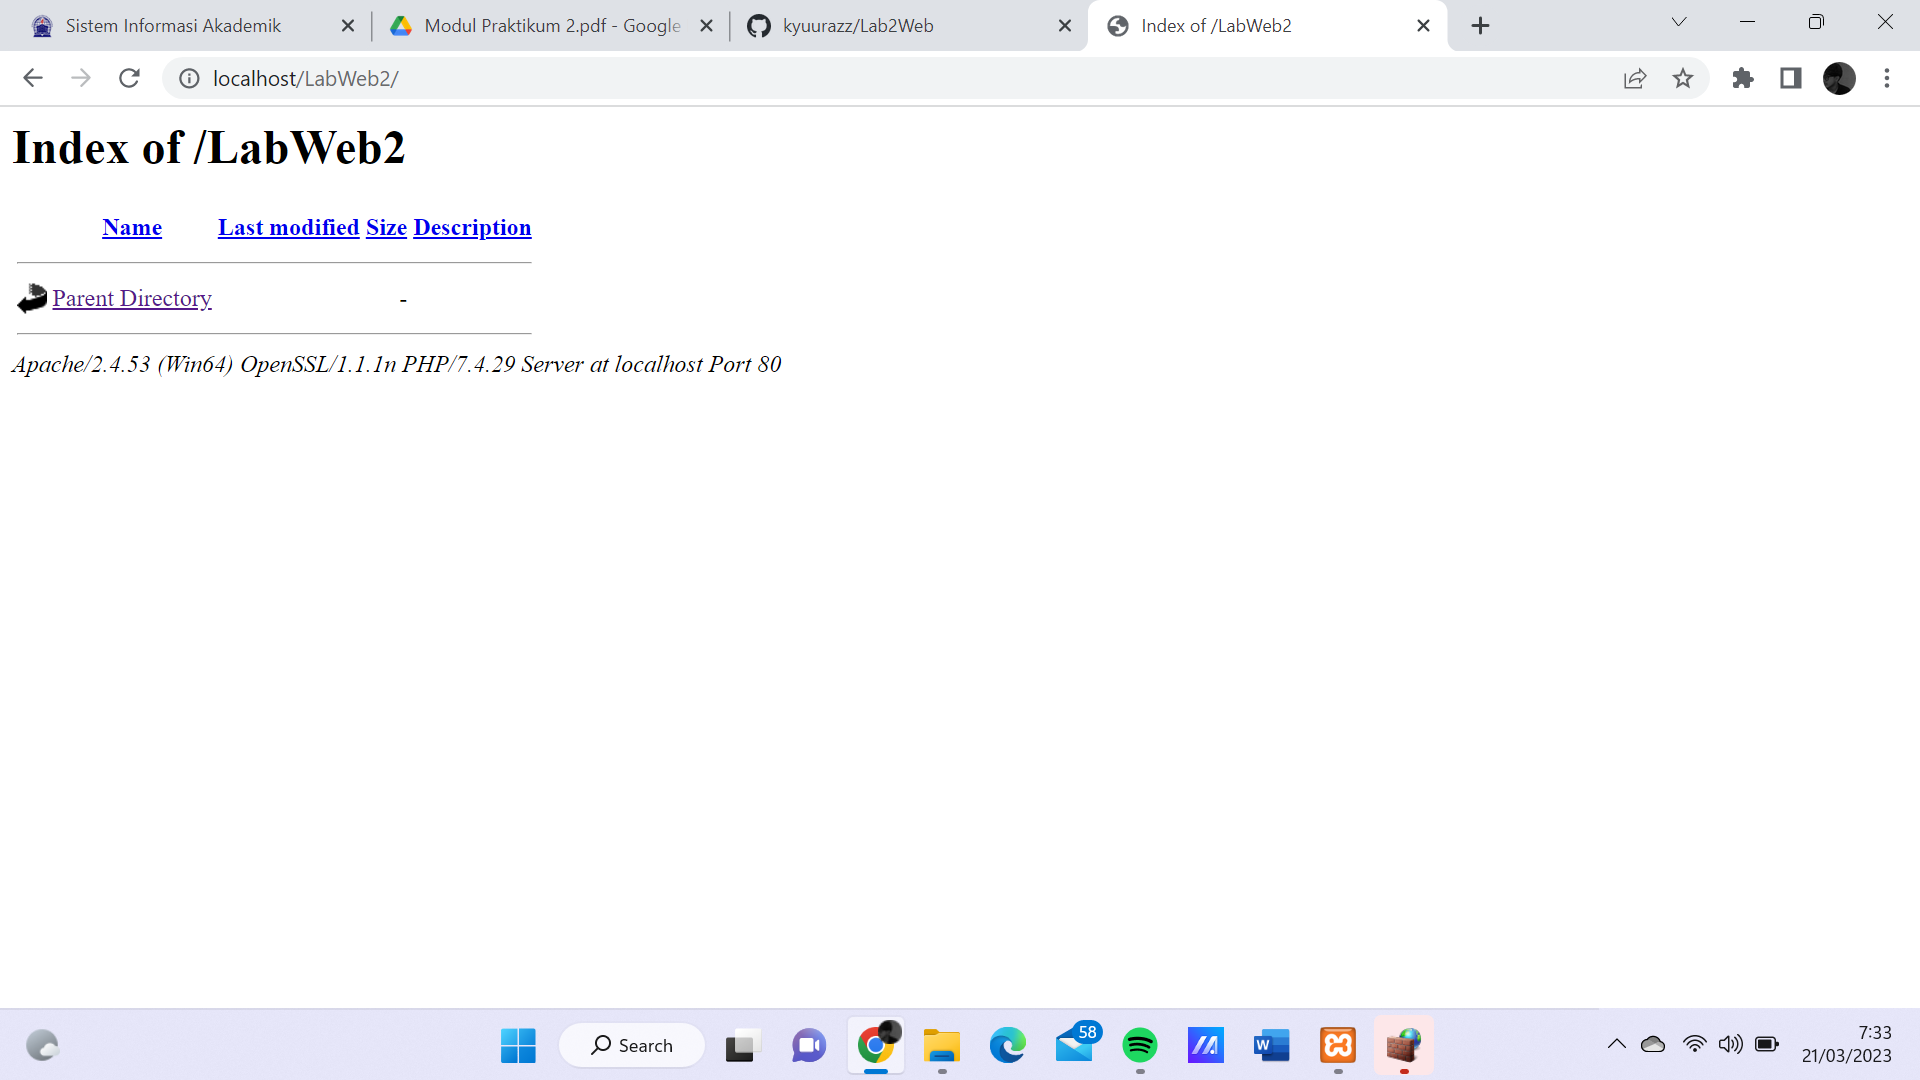 Sistem Informasi Akademik
Modul Praktikum 2.pdf - Google
kyuurazz/Lab2Web
Index of /LabWeb2
localhost/LabWeb2/
Index of /LabWeb2
Name Last modified Size Description
Parent Directory -
Apache/2.4.53 (Win64) OpenSSL/1.1.1n PHP/7.4.29 Server at localhost Port 80
Search
58
W
7:33
21/03/2023